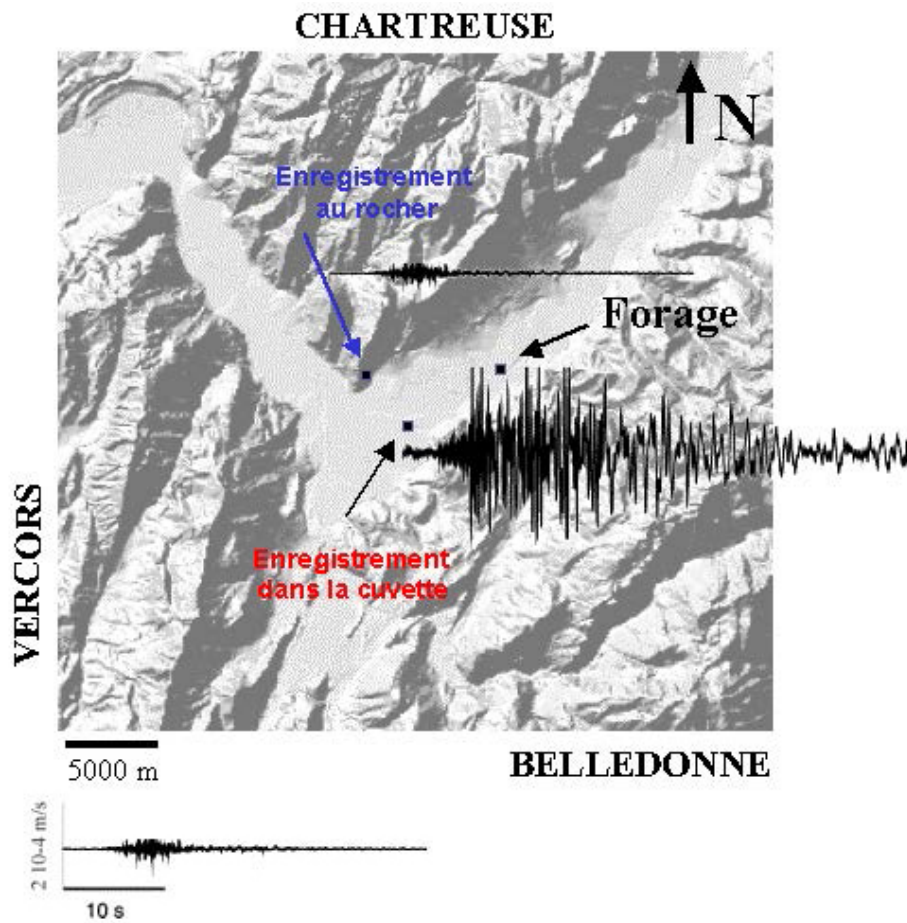 CHARTREUSE
N
Enregistrement
au rocher
Forage
VERCORS
Enregistrement
dans la cuvette
5000 m
BELLEDONNE
2 10-4 m/s
10 s